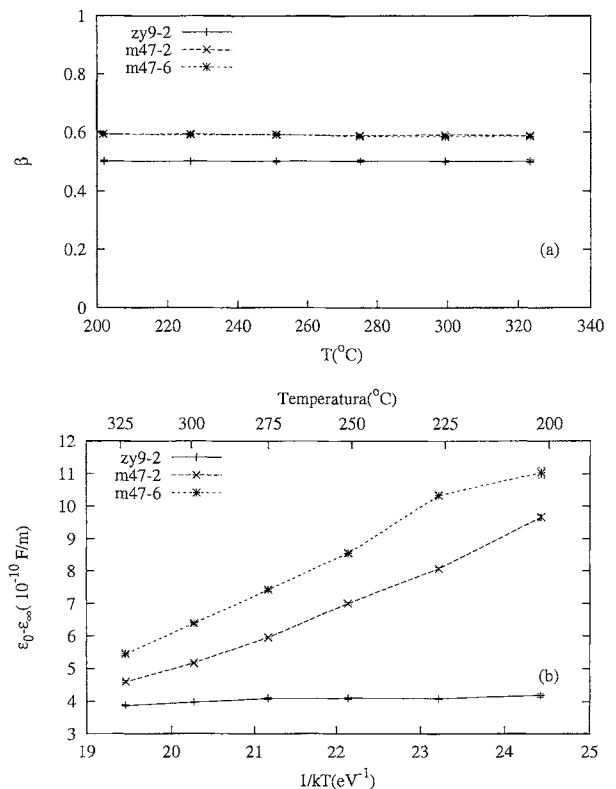 1
0.8
0.6
0.4
0.2
0
β
zy9-2
m47-2
m47-6
(a)
200 220 240 260 280 300 320 340
T(°C)
Temperatura(°C)
325 300 275 250 225 200
12
11
10
9
8
7
6
5
4
3
ε₀-ε∞( 10⁻¹⁰ F/m)
zy9-2
m47-2
m47-6
(b)
19 20 21 22 23 24 25
1/kT(eV⁻¹)